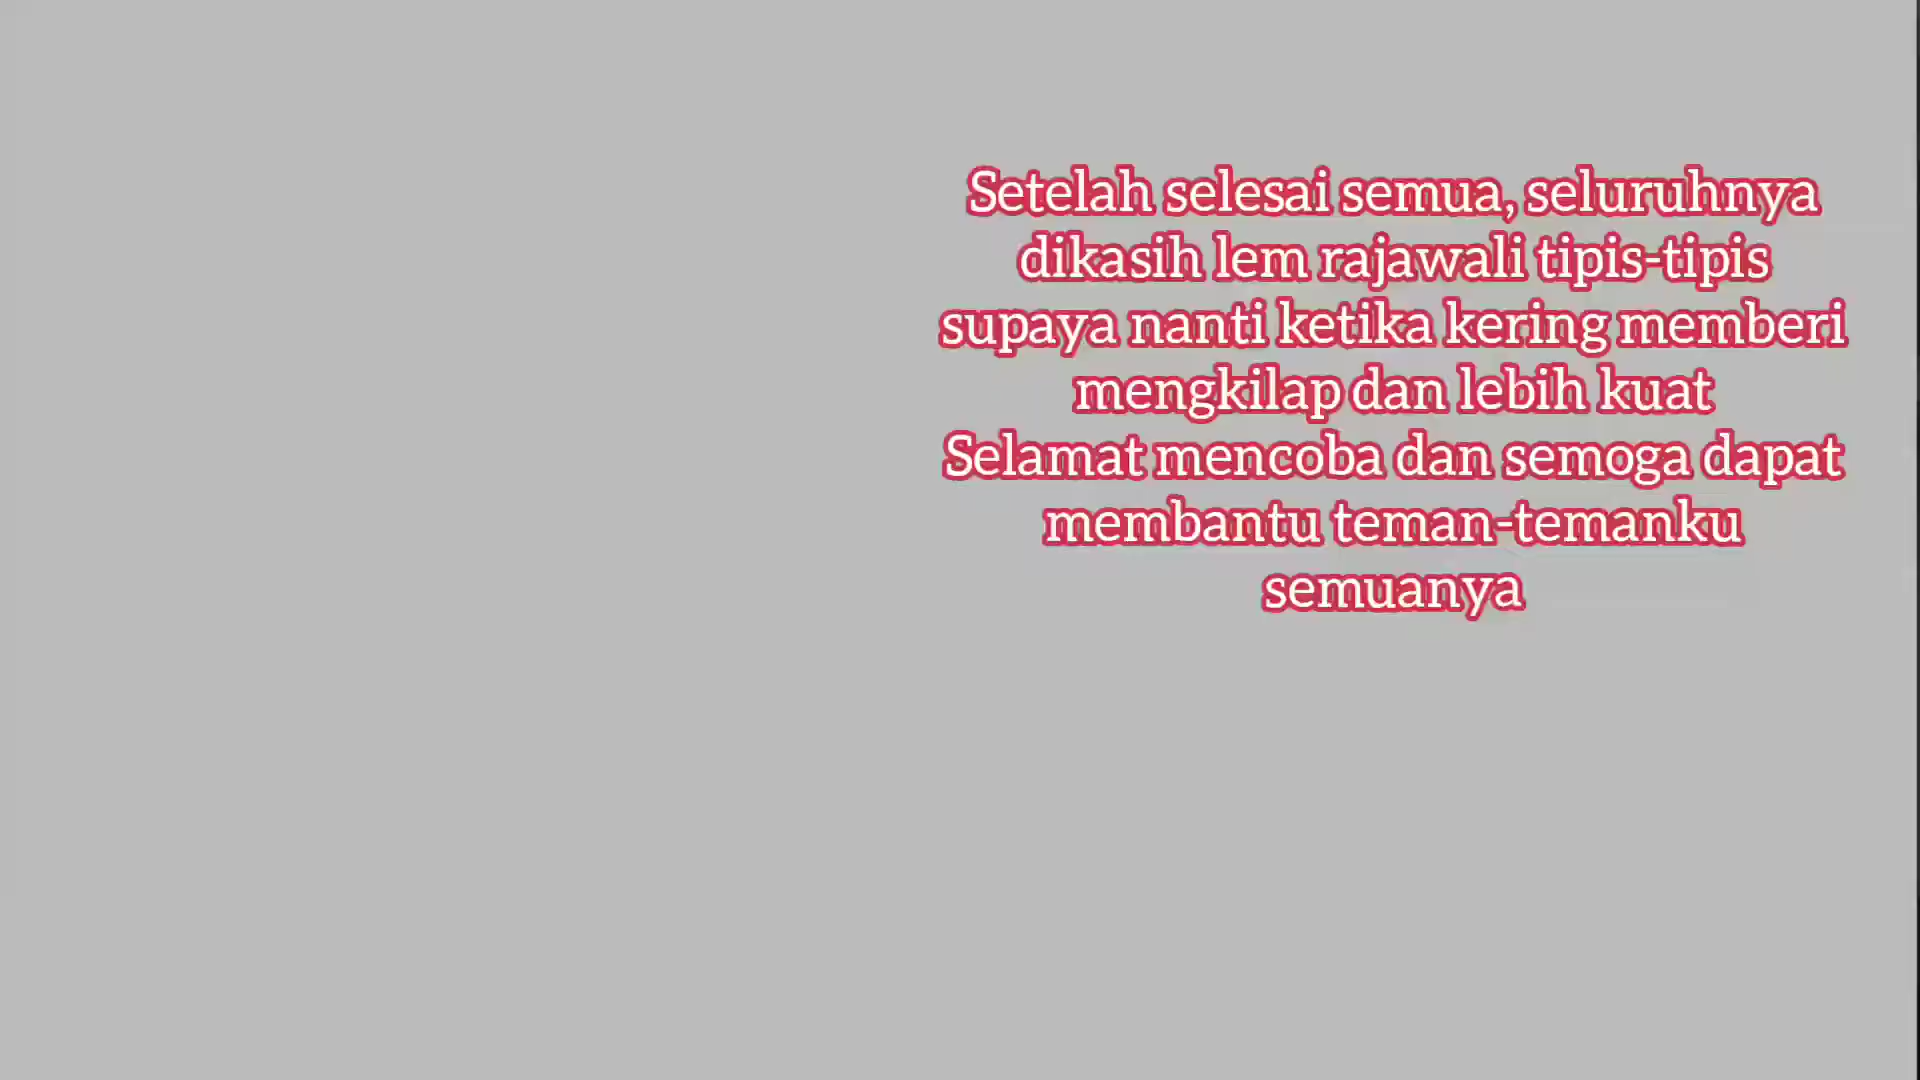 Setelah selesai semua, seluruhnya
dikasih lem rajawali tipis-tipis
supaya nanti ketika kering memberi
mengkilap dan lebih kuat
Selamat mencoba dan semoga dapat
membantu teman-temanku
semuanya